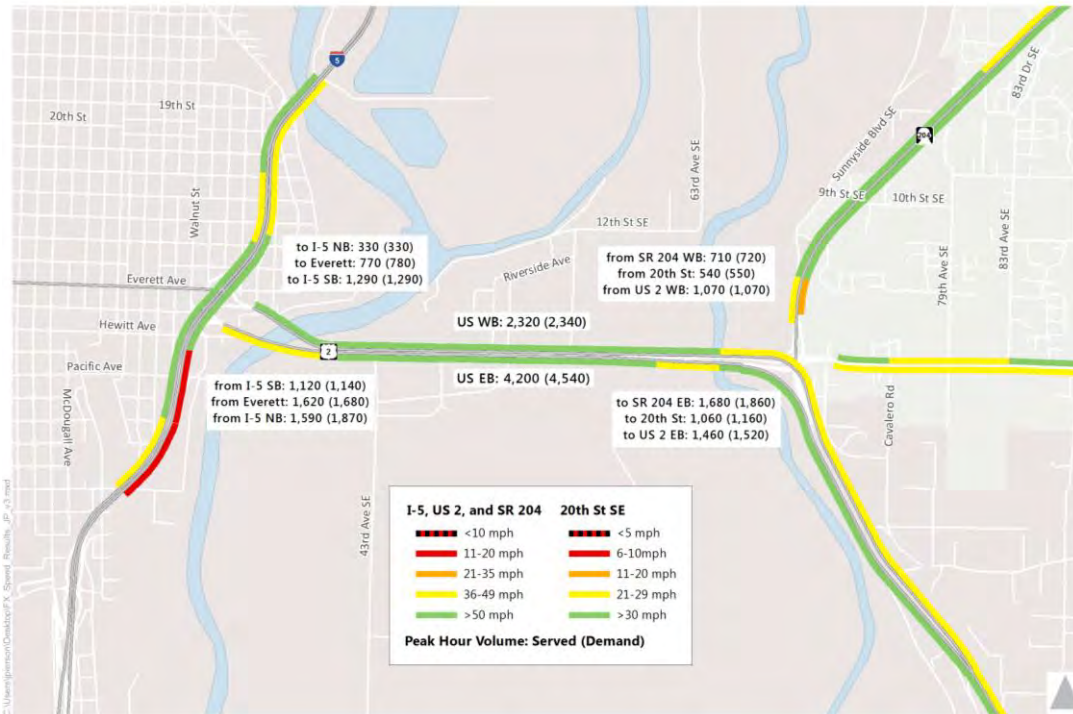 5
83rd Dr SE
19th St
20th St
204
Sunnyside Blvd SE
9th St SE
10th St SE
63rd Ave SE
Walnut St
12th St SE
to I-5 NB: 330 (330)
to Everett: 770 (780)
to I-5 SB: 1,290 (1,290)
from SR 204 WB: 710 (720)
from 20th St: 540 (550)
from US 2 WB: 1,070 (1,070)
Riverside Ave
79th Ave SE
83rd Ave SE
Everett Ave
Hewitt Ave
US WB: 2,320 (2,340)
2
Pacific Ave
US EB: 4,200 (4,540)
McDougall Ave
from I-5 SB: 1,120 (1,140)
from Everett: 1,620 (1,680)
from I-5 NB: 1,590 (1,870)
to SR 204 EB: 1,680 (1,860)
to 20th St: 1,060 (1,160)
to US 2 EB: 1,460 (1,520)
Cavalero Rd
43rd Ave SE
I-5, US 2, and SR 204
<10 mph
11-20 mph
21-35 mph
36-49 mph
>50 mph
20th St SE
<5 mph
6-10mph
11-20 mph
21-29 mph
>30 mph
Peak Hour Volume: Served (Demand)